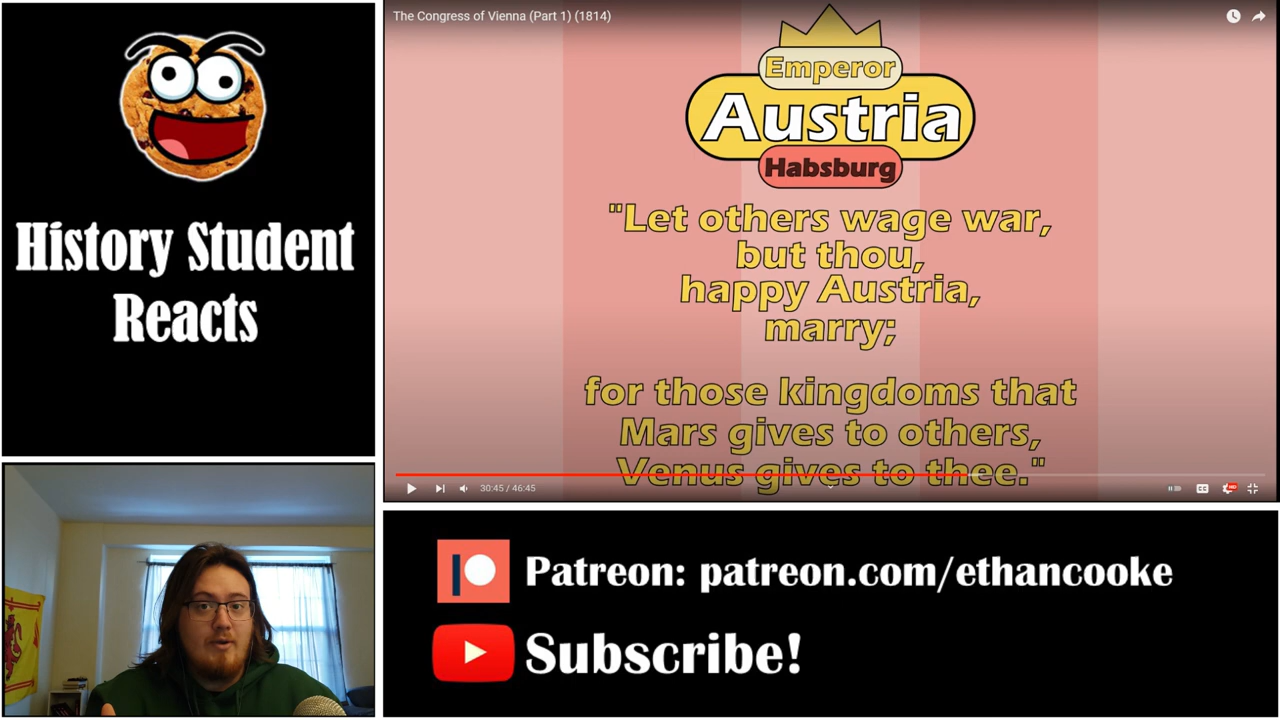 History Student
Reacts
The Congress of Vienna (Part 1) (1814)
Emperor
Austria
Habsburg
"Let others wage war,
but thou,
happy Austria,
marry;
for those kingdoms that
Mars gives to others,
Venus gives to thee."
30:45 / 46:45
CC
HD
Patreon: patreon.com/ethancooke
Subscribe!